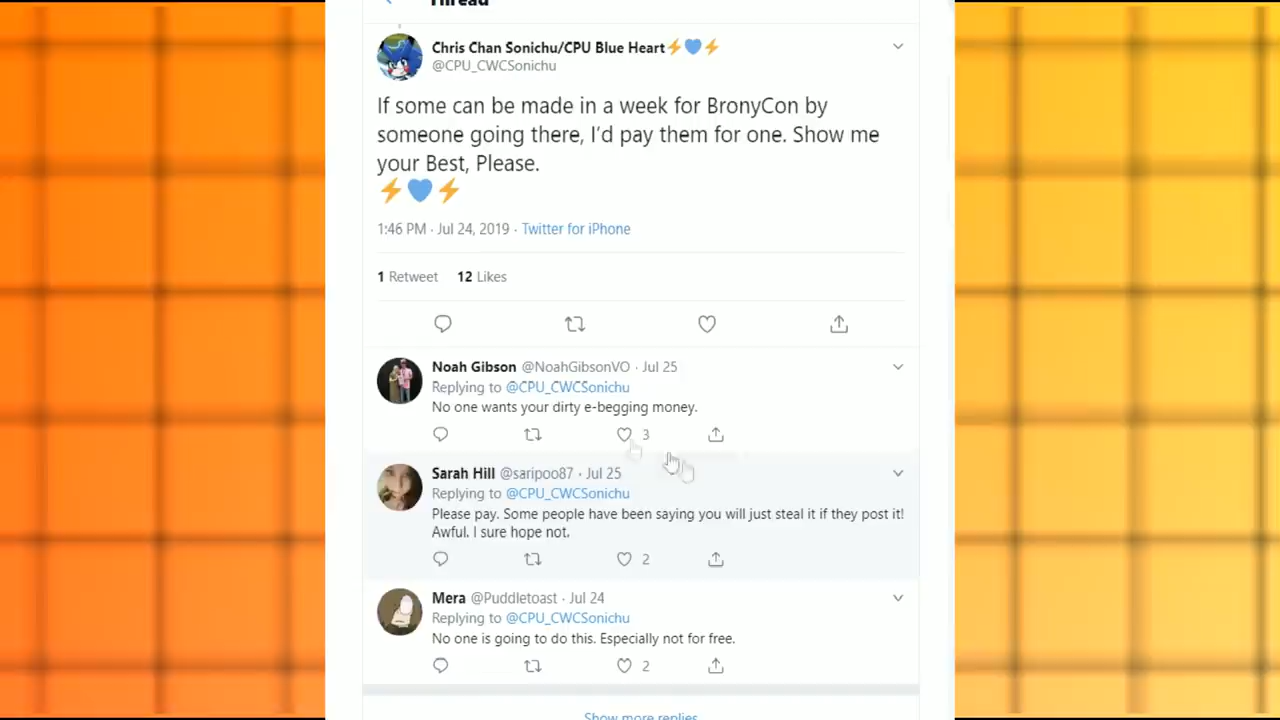 Thread
Chris Chan Sonichu/CPU Blue Heart⚡💙⚡
@CPU_CWCSonichu
If some can be made in a week for BronyCon by
someone going there, I'd pay them for one. Show me
your Best, Please.
⚡💙⚡
1:46 PM · Jul 24, 2019 · Twitter for iPhone
1 Retweet 12 Likes
Noah Gibson @NoahGibsonVO · Jul 25
Replying to @CPU_CWCSonichu
No one wants your dirty e-begging money.
3
Sarah Hill @saripoo87 · Jul 25
Replying to @CPU_CWCSonichu
Please pay. Some people have been saying you will just steal it if they post it!
Awful. I sure hope not.
2
Mera @Puddletoast · Jul 24
Replying to @CPU_CWCSonichu
No one is going to do this. Especially not for free.
2
Show more replies